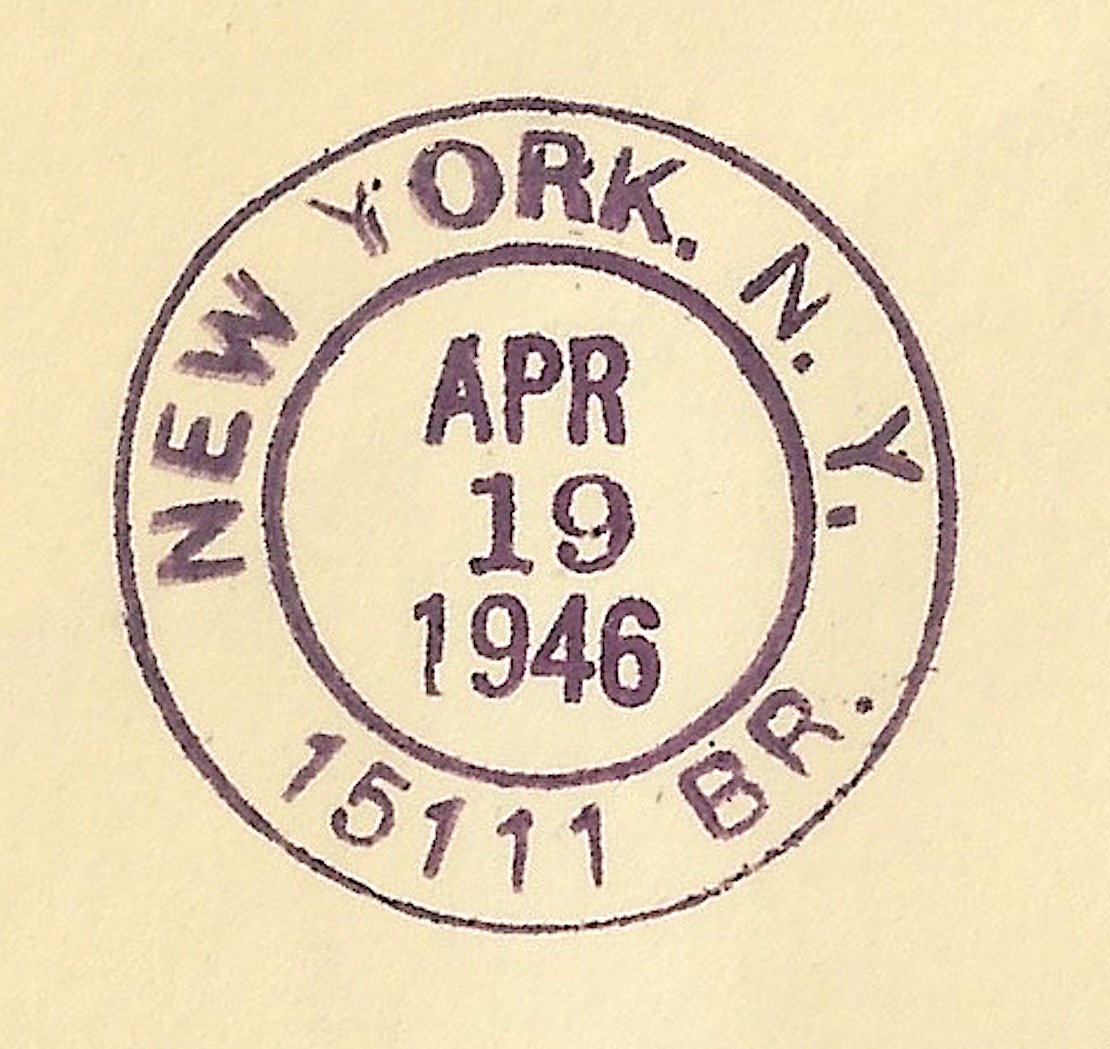 NEW YORK, N. Y.
APR
19
1946
15111 BR.